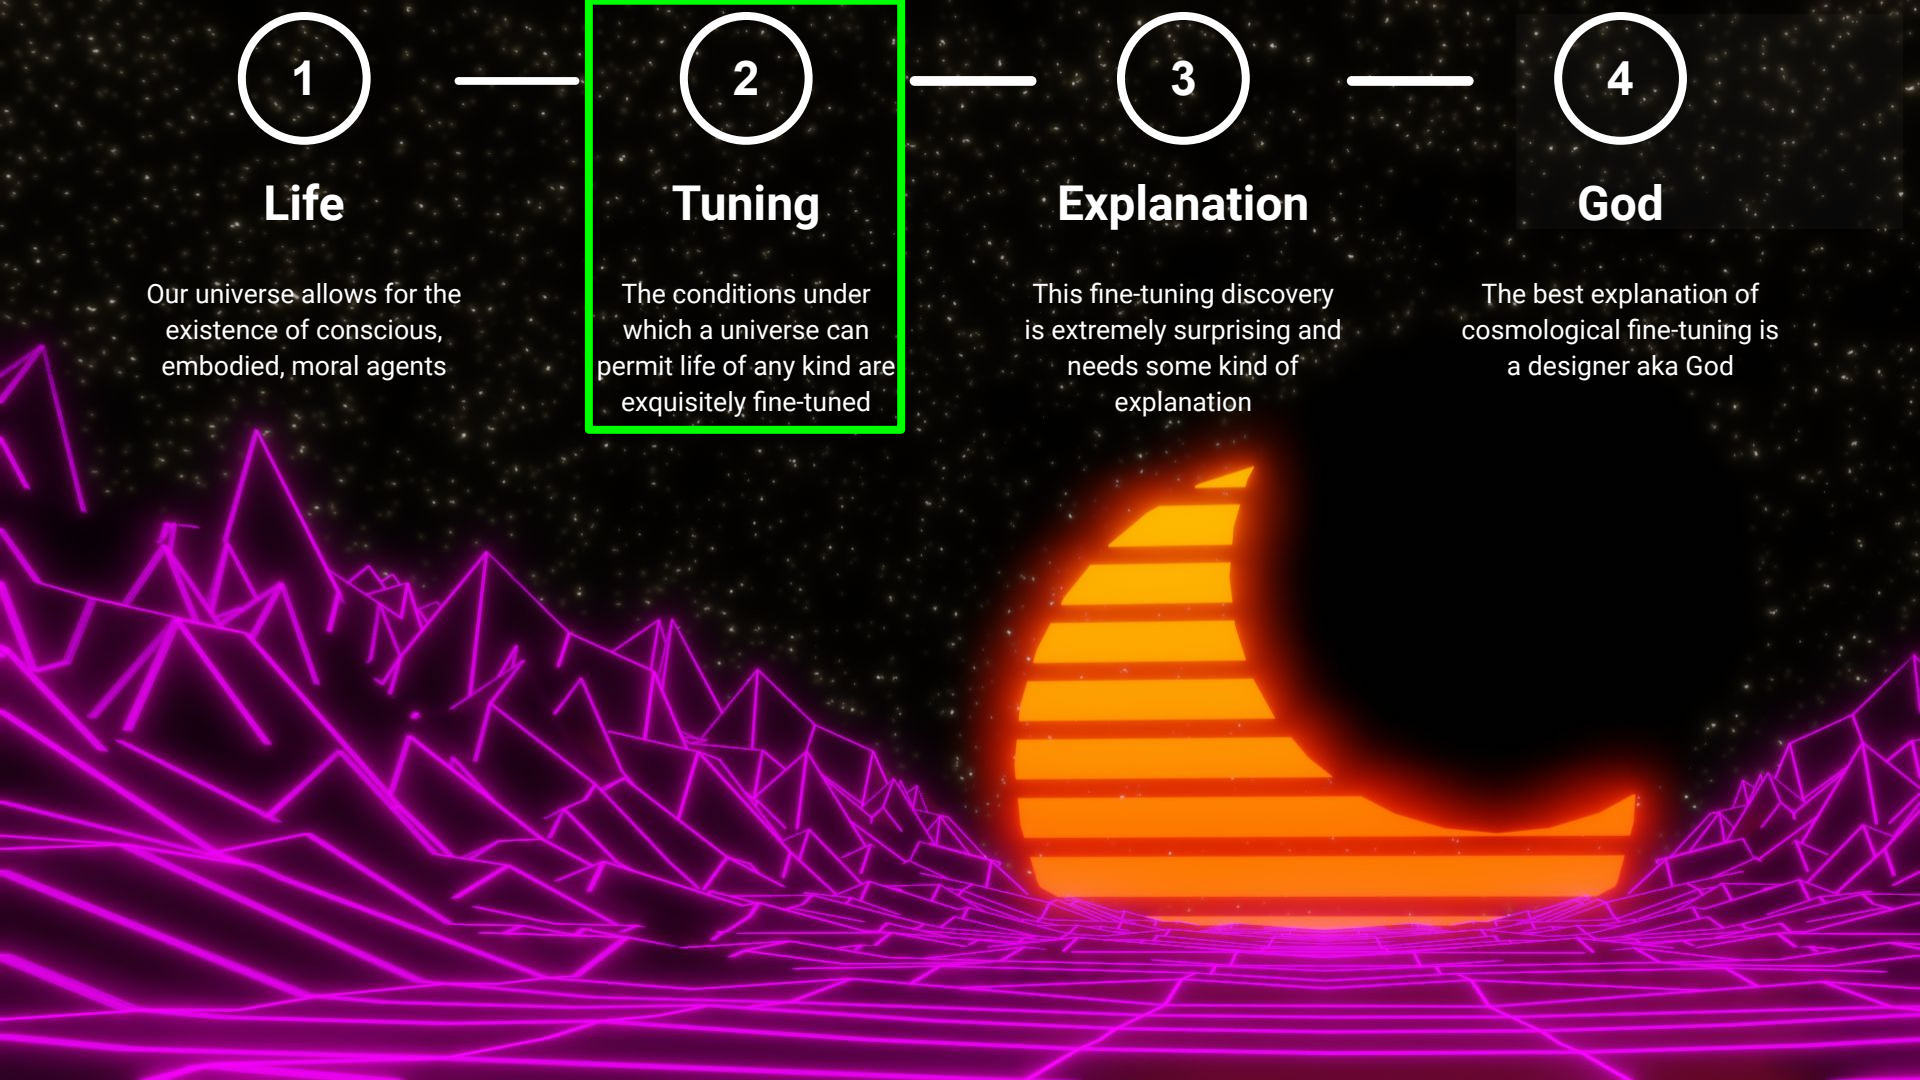 1
2
3
4
Life
Tuning
Explanation
God
Our universe allows for the
existence of conscious,
embodied, moral agents
The conditions under
which a universe can
permit life of any kind are
exquisitely fine-tuned
This fine-tuning discovery
is extremely surprising and
needs some kind of
explanation
The best explanation of
cosmological fine-tuning is
a designer aka God